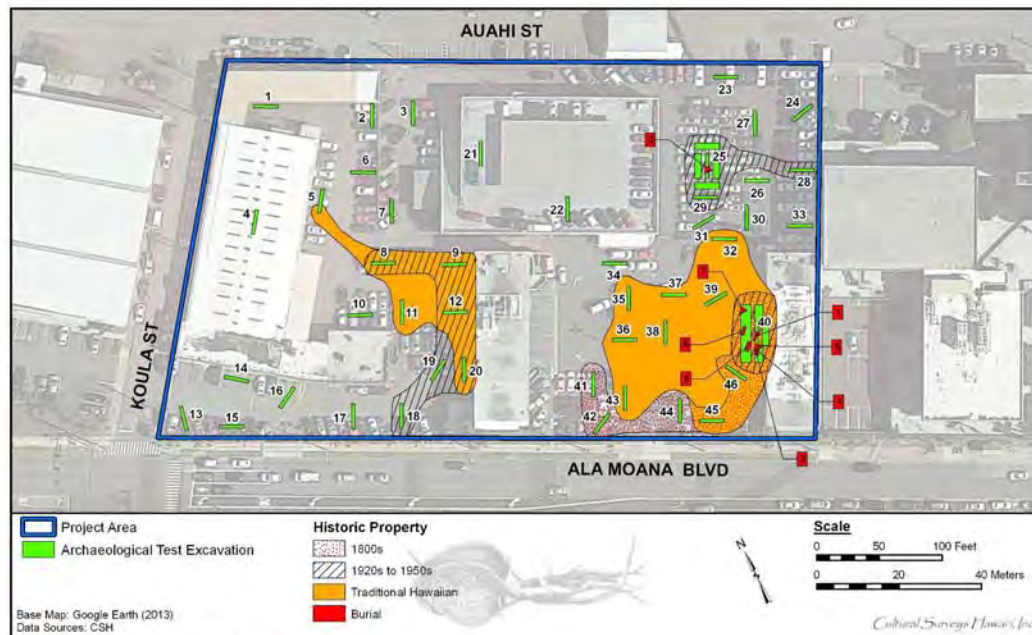 AUAHI ST
23
24
1
2
3
27
21
25
6
28
5
26
4
7
22
29
30
33
31
32
8
9
34
37
39
35
10
11
12
36
38
40
19
20
46
14
41
16
43
13
15
17
18
42
44
45
KOULA ST
ALA MOANA BLVD
Project Area
Archaeological Test Excavation
Base Map: Google Earth (2013)
Data Sources: CSH
Historic Property
1800s
1920s to 1950s
Traditional Hawaiian
Burial
N
Scale
0 50 100 Feet
0 20 40 Meters
Cultural Surveys Hawai'i, Inc.